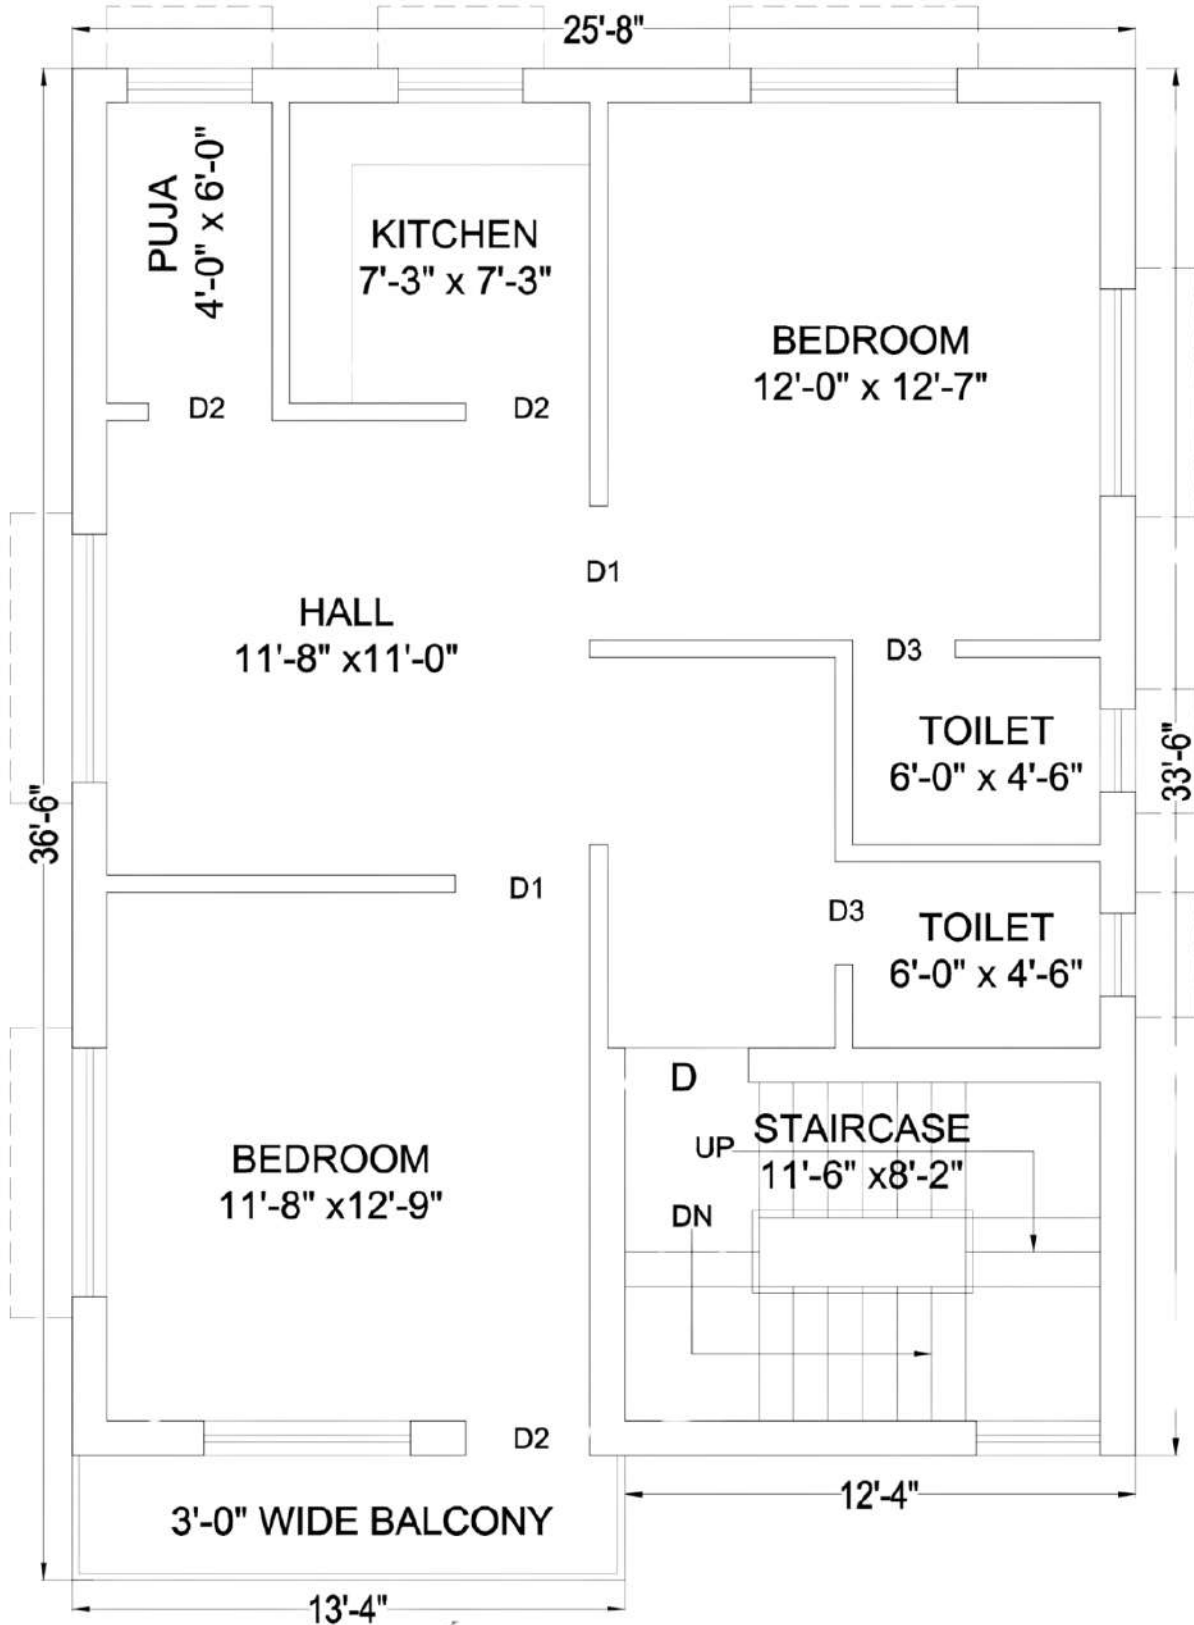 25'-8"
PUJA
4'-0" x 6'-0"
KITCHEN
7'-3" x 7'-3"
BEDROOM
12'-0" x 12'-7"
D2
D2
D1
HALL
11'-8" x11'-0"
D3
TOILET
6'-0" x 4'-6"
33'-6"
36'-6"
D1
D3
TOILET
6'-0" x 4'-6"
D
STAIRCASE
11'-6" x8'-2"
UP
DN
BEDROOM
11'-8" x12'-9"
D2
12'-4"
3'-0" WIDE BALCONY
13'-4"